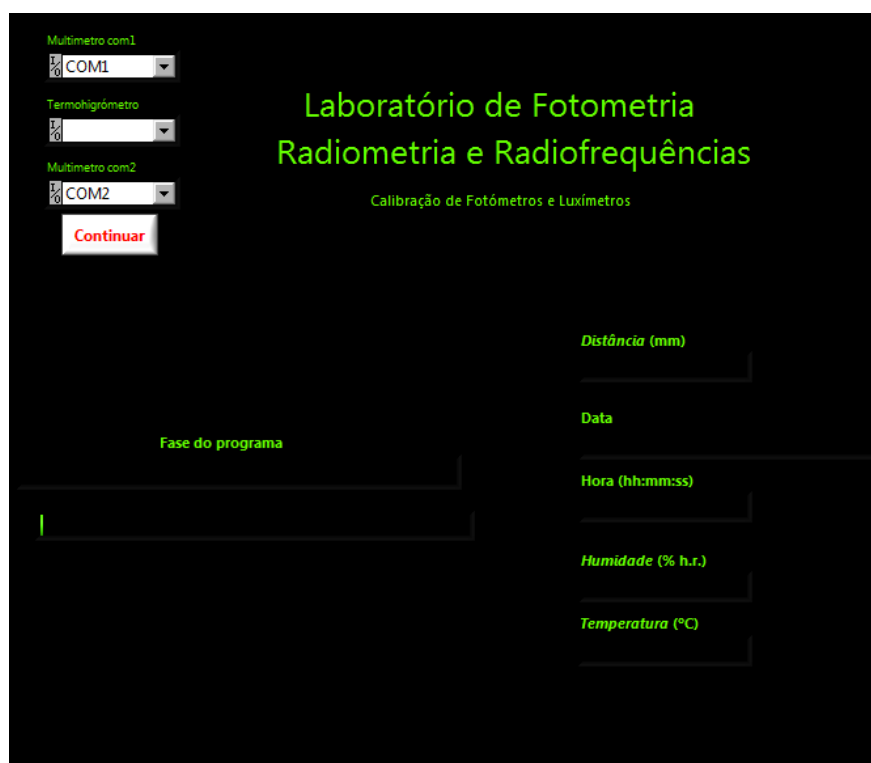 Multimetro com1
I/O COM1
Termohigrómetro
I/O
Multimetro com2
I/O COM2
Continuar
Laboratório de Fotometria
Radiometria e Radiofrequências
Calibração de Fotómetros e Luxímetros
Distância (mm)
Data
Fase do programa
Hora (hh:mm:ss)
Humidade (% h.r.)
Temperatura (ºC)